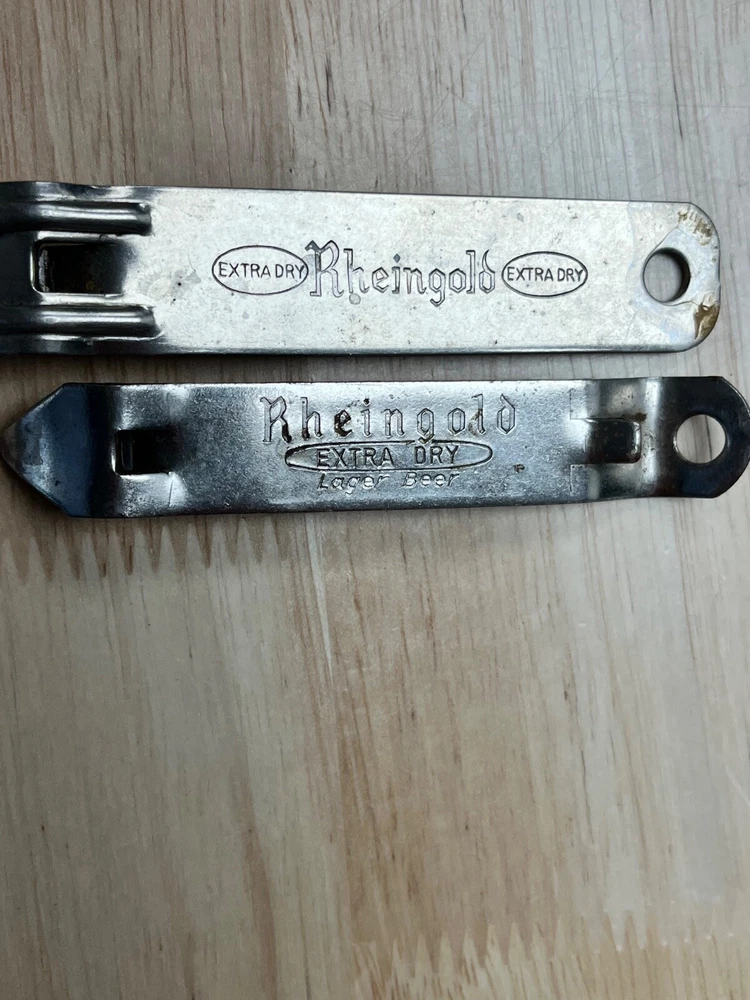 EXTRA DRY Rheingold EXTRA DRY
Rheingold
EXTRA DRY
Lager Beer